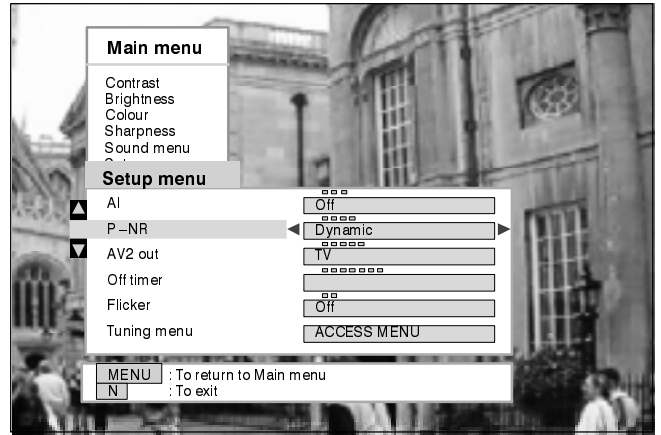 Main menu
Contrast
Brightness
Colour
Sharpness
Sound menu
Setup menu
AI Off
P–NR Dynamic
AV2 out TV
Off timer
Flicker Off
Tuning menu ACCESS MENU
MENU : To return to Main menu
N : To exit